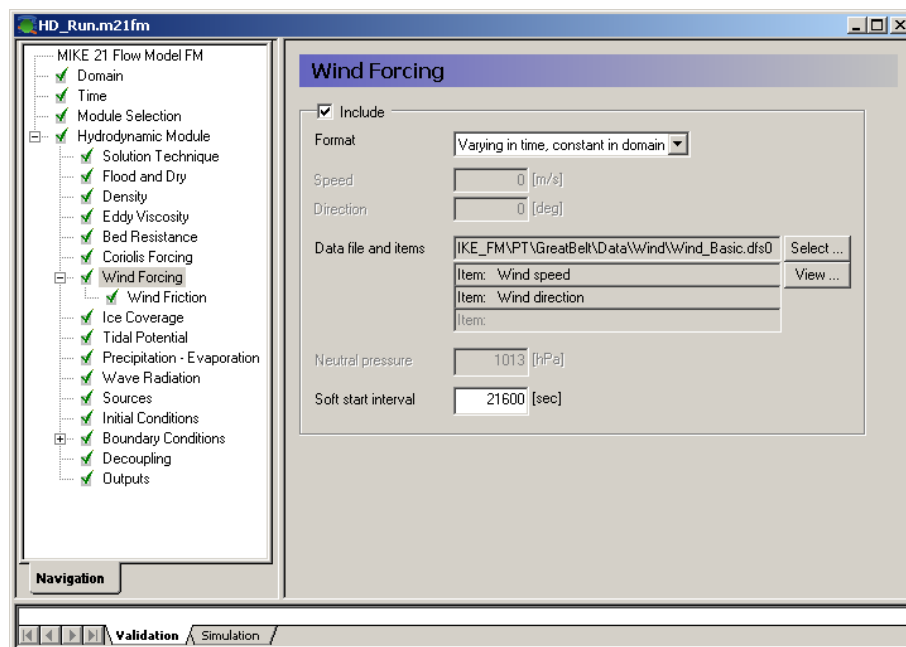 HD_Run.m21fm
MIKE 21 Flow Model FM
Domain
Time
Module Selection
Hydrodynamic Module
Solution Technique
Flood and Dry
Density
Eddy Viscosity
Bed Resistance
Coriolis Forcing
Wind Forcing
Wind Friction
Ice Coverage
Tidal Potential
Precipitation - Evaporation
Wave Radiation
Sources
Initial Conditions
Boundary Conditions
Decoupling
Outputs
Navigation
Wind Forcing
Include
Format Varying in time, constant in domain
Speed 0 [m/s]
Direction 0 [deg]
Data file and items IKE_FM\PT\GreatBelt\Data\Wind\Wind_Basic.dfs0 Select ...
Item: Wind speed View ...
Item: Wind direction
Item:
Neutral pressure 1013 [hPa]
Soft start interval 21600 [sec]
Validation Simulation